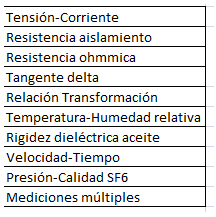 Tensión-Corriente
Resistencia aislamiento
Resistencia ohmmica
Tangente delta
Relación Transformación
Temperatura-Humedad relativa
Rigidez dieléctrica aceite
Velocidad-Tiempo
Presión-Calidad SF6
Mediciones múltiples